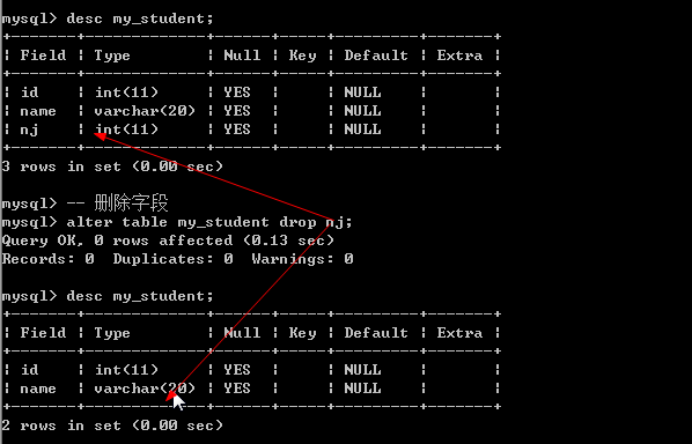 mysql> desc my_student;
+-------+-------------+------+-----+---------+-------+
| Field | Type        | Null | Key | Default | Extra |
+-------+-------------+------+-----+---------+-------+
| id    | int(11)     | YES  |     | NULL    |       |
| name  | varchar(20) | YES  |     | NULL    |       |
| nj    | int(11)     | YES  |     | NULL    |       |
+-------+-------------+------+-----+---------+-------+
3 rows in set (0.00 sec)
mysql> -- 删除字段
mysql> alter table my_student drop nj;
Query OK, 0 rows affected (0.13 sec)
Records: 0  Duplicates: 0  Warnings: 0
mysql> desc my_student;
+-------+-------------+------+-----+---------+-------+
| Field | Type        | Null | Key | Default | Extra |
+-------+-------------+------+-----+---------+-------+
| id    | int(11)     | YES  |     | NULL    |       |
| name  | varchar(20) | YES  |     | NULL    |       |
+-------+-------------+------+-----+---------+-------+
2 rows in set (0.00 sec)